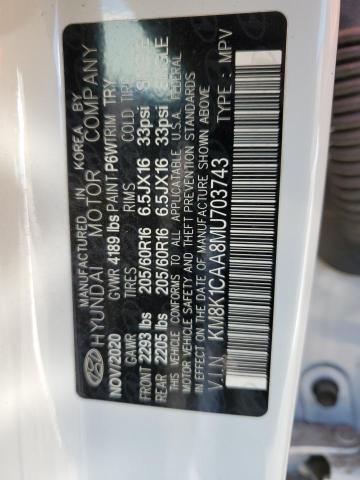 MANUFACTURED IN KOREA BY
HYUNDAI MOTOR COMPANY
NOV/2020 GVWR 4189 lbs PAINT P6W TRIM TRY
GAWR TIRES RIMS COLD TIRE
FRONT 2293 lbs 205/60R16 6.5JX16 33psi SINGLE
REAR 2205 lbs 205/60R16 6.5JX16 33psi SINGLE
THIS VEHICLE CONFORMS TO ALL APPLICABLE U.S.A. FEDERAL
MOTOR VEHICLE SAFETY AND THEFT PREVENTION STANDARDS
IN EFFECT ON THE DATE OF MANUFACTURE SHOWN ABOVE
VIN: KM8K1CAA8MU703743 TYPE: MPV